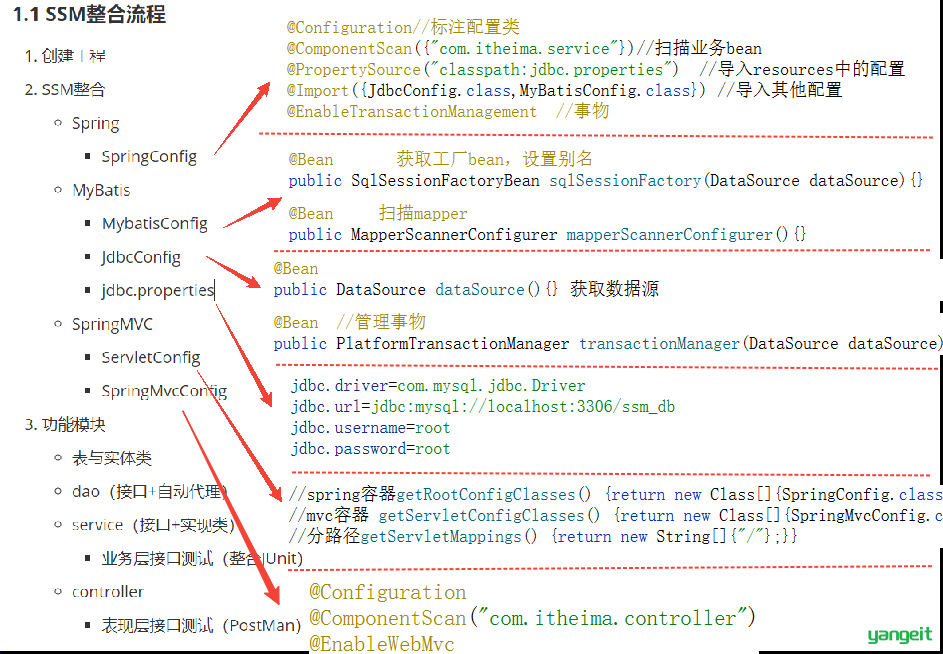 1.1 SSM整合流程
1. 创建工程
2. SSM整合
Spring
SpringConfig
MyBatis
MybatisConfig
JdbcConfig
jdbc.properties
SpringMVC
ServletConfig
SpringMvcConfig
3. 功能模块
表与实体类
dao（接口+自动代理）
service（接口+实现类）
业务层接口测试（整合JUnit）
controller
表现层接口测试（PostMan）
@Configuration//标注配置类
@ComponentScan({"com.itheima.service"})//扫描业务bean
@PropertySource("classpath:jdbc.properties") //导入resources中的配置
@Import({JdbcConfig.class,MyBatisConfig.class}) //导入其他配置
@EnableTransactionManagement //事物
@Bean 获取工厂bean，设置别名
public SqlSessionFactoryBean sqlSessionFactory(DataSource dataSource){}
@Bean 扫描mapper
public MapperScannerConfigurer mapperScannerConfigurer(){}
@Bean
public DataSource dataSource(){} 获取数据源
@Bean //管理事物
public PlatformTransactionManager transactionManager(DataSource dataSource)
jdbc.driver=com.mysql.jdbc.Driver
jdbc.url=jdbc:mysql://localhost:3306/ssm_db
jdbc.username=root
jdbc.password=root
//spring容器getRootConfigClasses() {return new Class[]{SpringConfig.class
//mvc容器 getServletConfigClasses() {return new Class[]{SpringMvcConfig.c
//分路径getServletMappings() {return new String[]{"/"};}}
@Configuration
@ComponentScan("com.itheima.controller")
@EnableWebMvc
yangeit